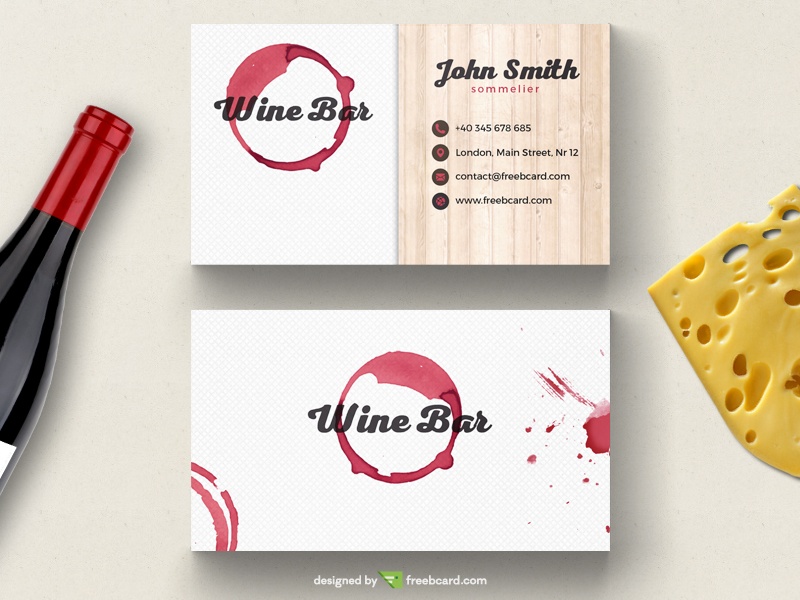 Wine Bar
John Smith
sommelier
+40 345 678 685
London, Main Street, Nr 12
contact@freebcard.com
www.freebcard.com
Wine Bar
designed by freebcard.com